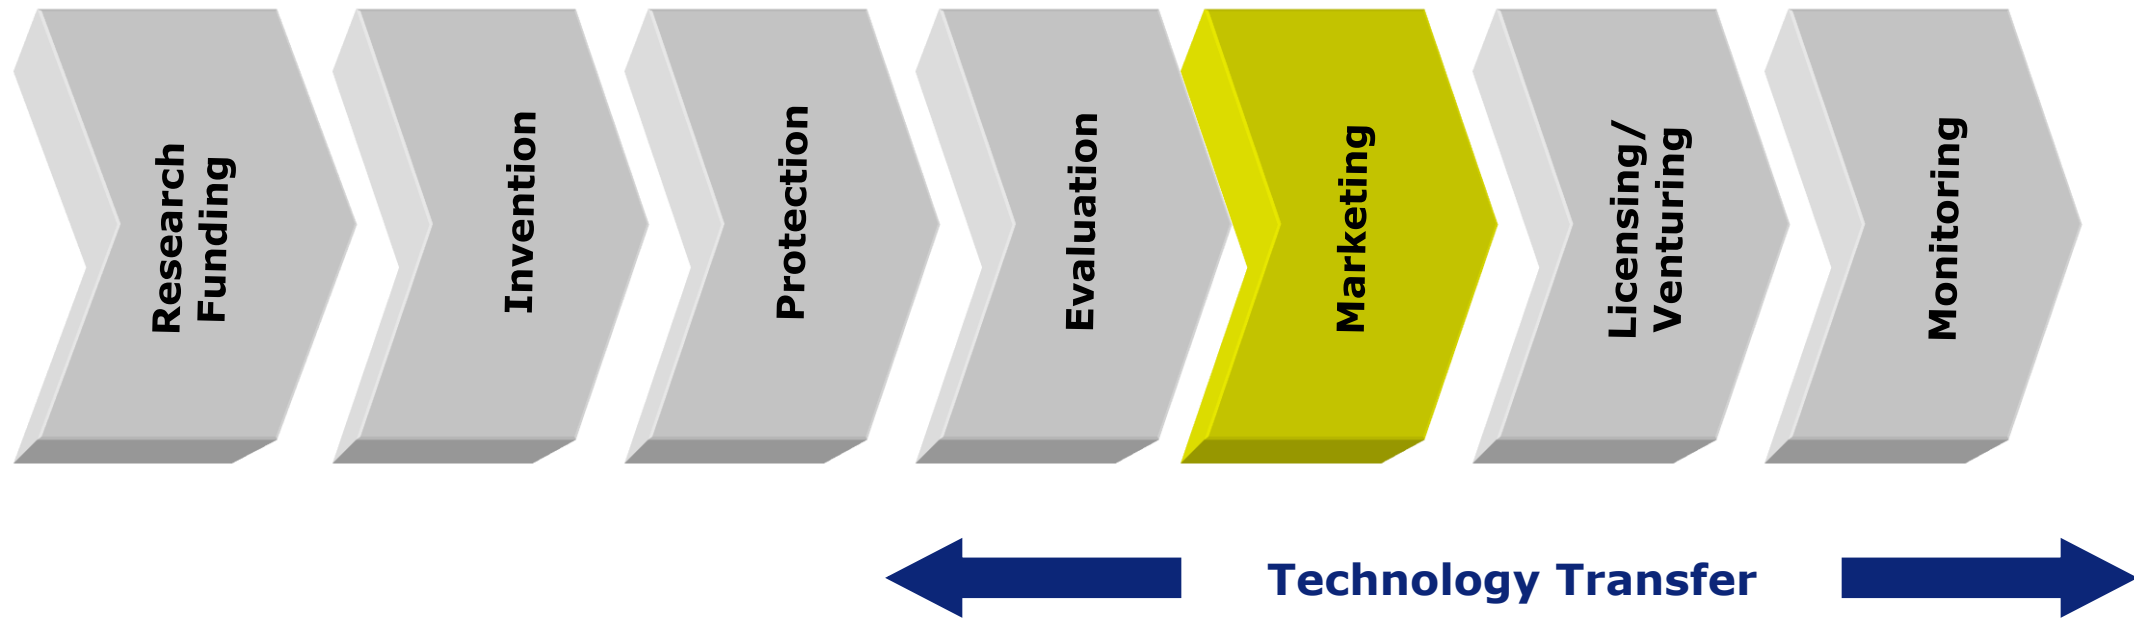 Research
Funding
Invention
Protection
Evaluation
Marketing
Licensing/
Venturing
Monitoring
Technology Transfer